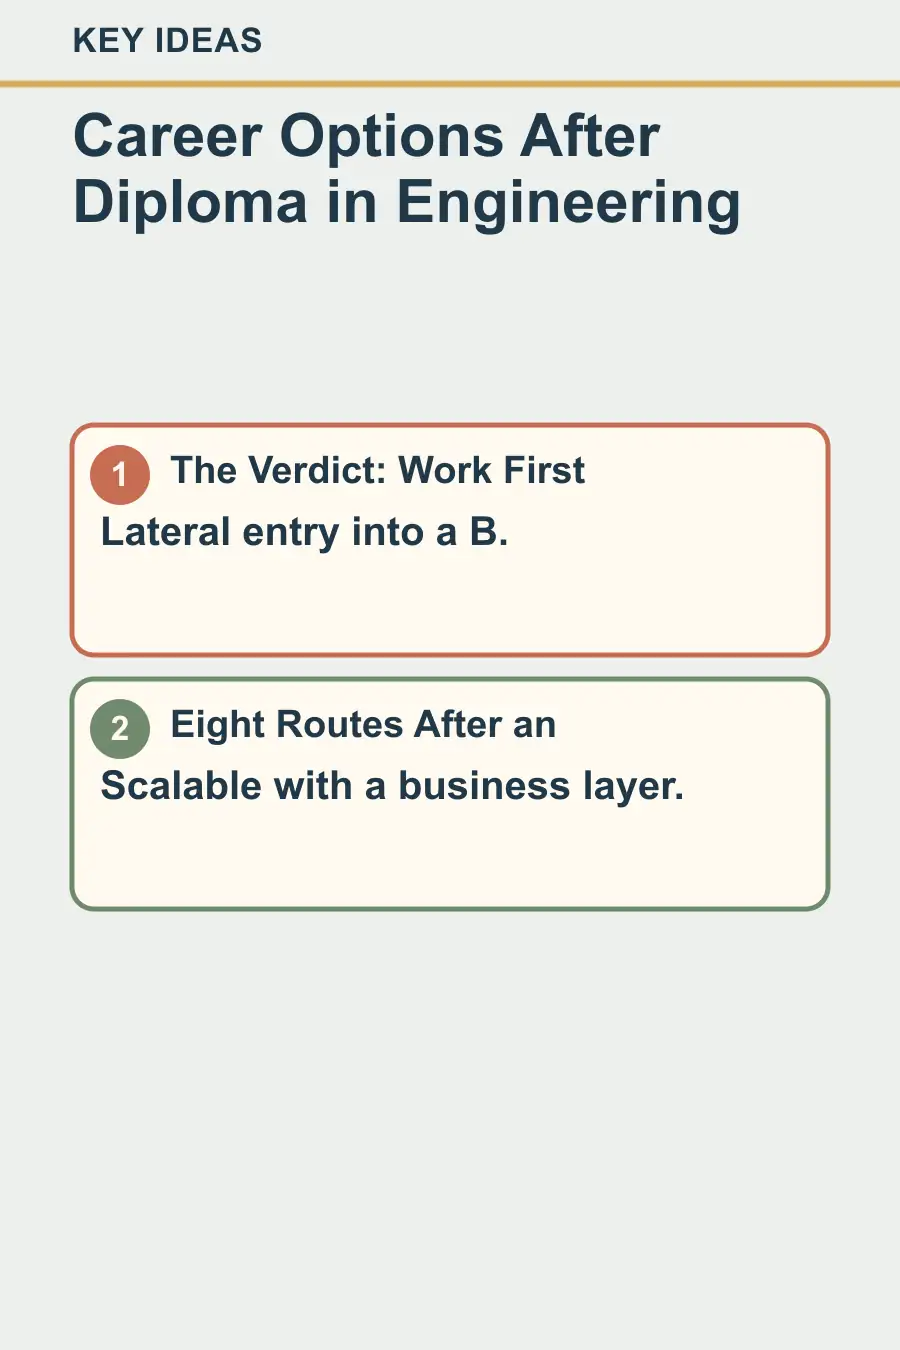 KEY IDEAS
Career Options After
Diploma in Engineering
1 The Verdict: Work First
Lateral entry into a B.
2 Eight Routes After an
Scalable with a business layer.